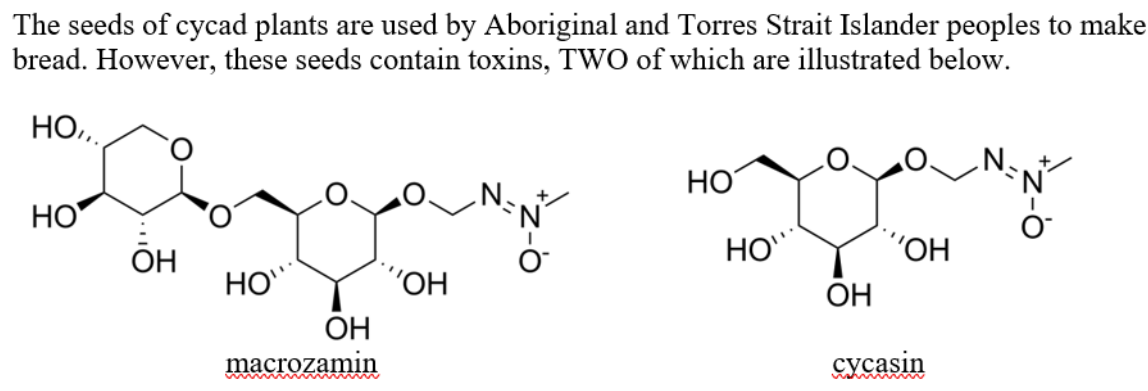 The seeds of cycad plants are used by Aboriginal and Torres Strait Islander peoples to make
bread. However, these seeds contain toxins, TWO of which are illustrated below.
HO
O
HO
O
OH
O
O
N
N+
O-
HO
OH
OH
macrozamin
HO
O
O
N
N+
O-
HO
OH
OH
cycasin